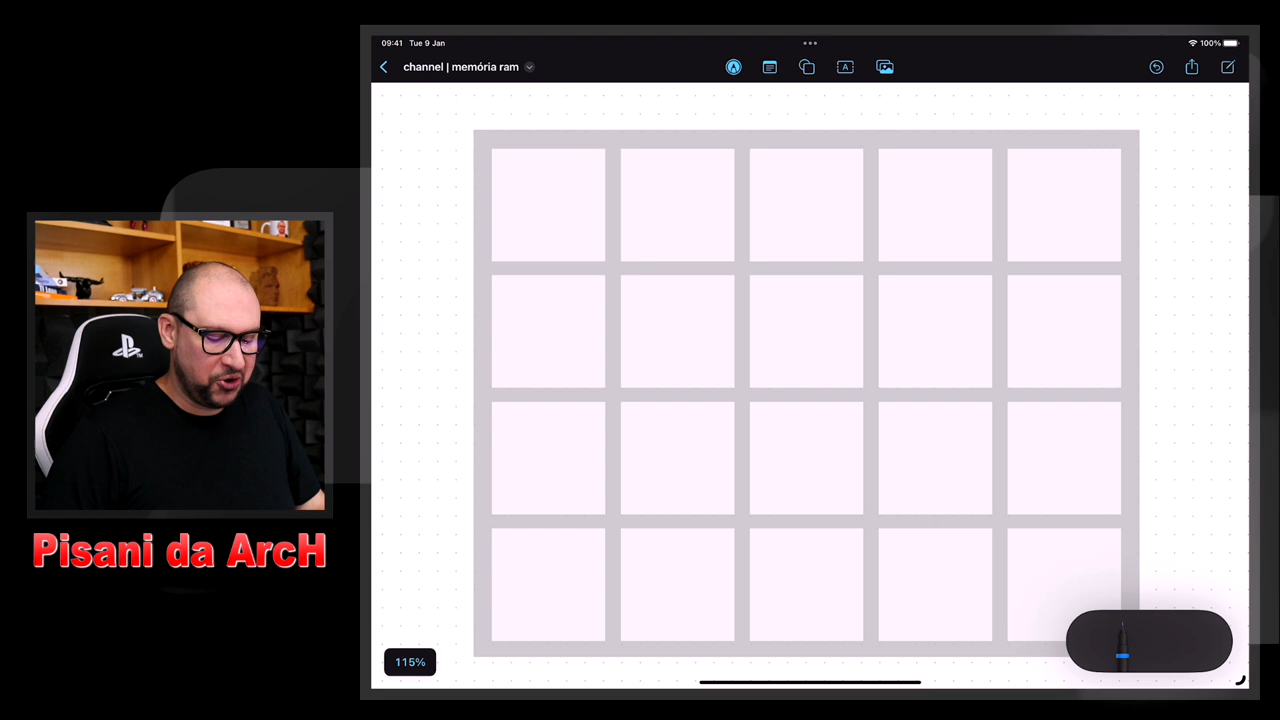 09:41 Tue 9 Jan
100%
channel | memória ram
A
115%
Pisani da ArcH